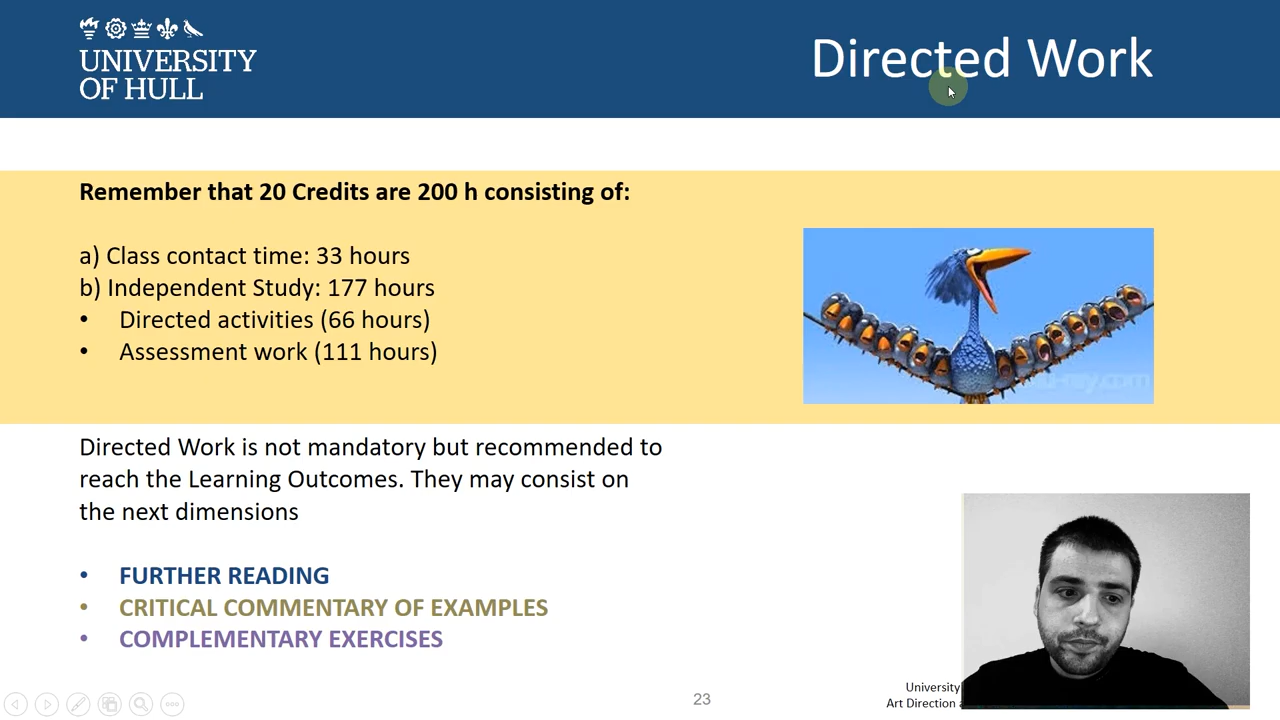 UNIVERSITY
OF HULL
Directed Work
Remember that 20 Credits are 200 h consisting of:
a) Class contact time: 33 hours
b) Independent Study: 177 hours
• Directed activities (66 hours)
• Assessment work (111 hours)
Directed Work is not mandatory but recommended to
reach the Learning Outcomes. They may consist on
the next dimensions
• FURTHER READING
• CRITICAL COMMENTARY OF EXAMPLES
• COMPLEMENTARY EXERCISES
23
University
Art Direction